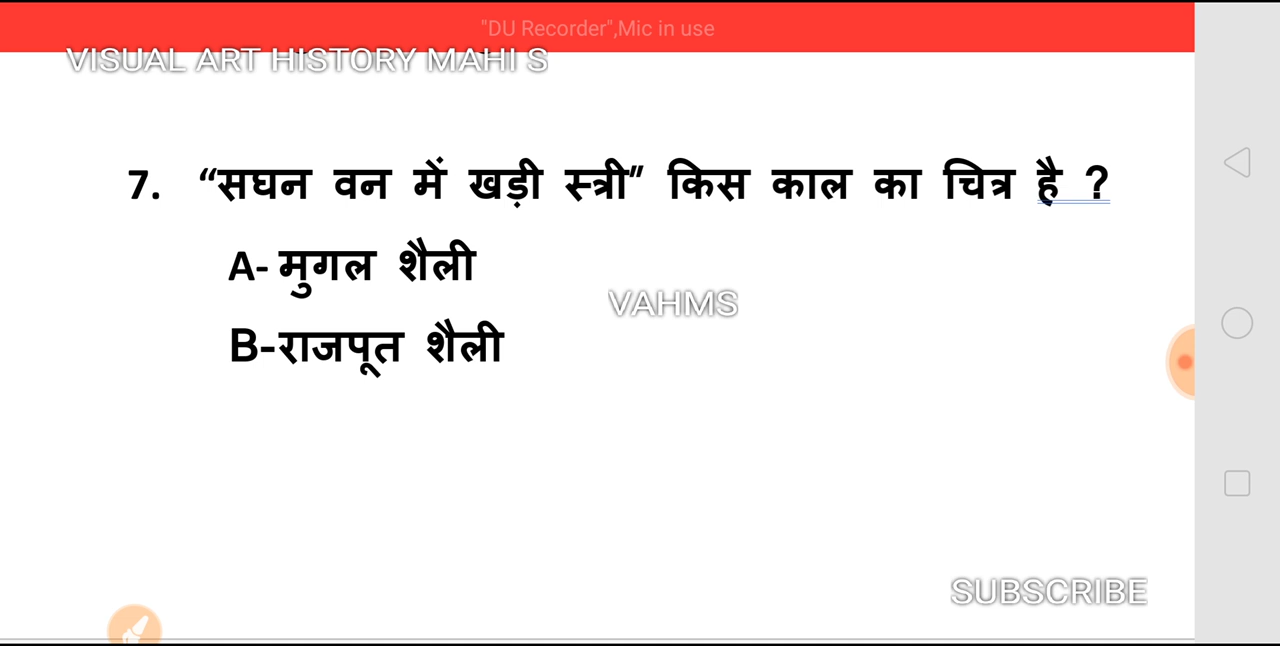 "DU Recorder",Mic in use
VISUAL ART HISTORY MAHI S
7. “सघन वन में खड़ी स्त्री” किस काल का चित्र है ?
A- मुगल शैली
VAHMS
B-राजपूत शैली
SUBSCRIBE